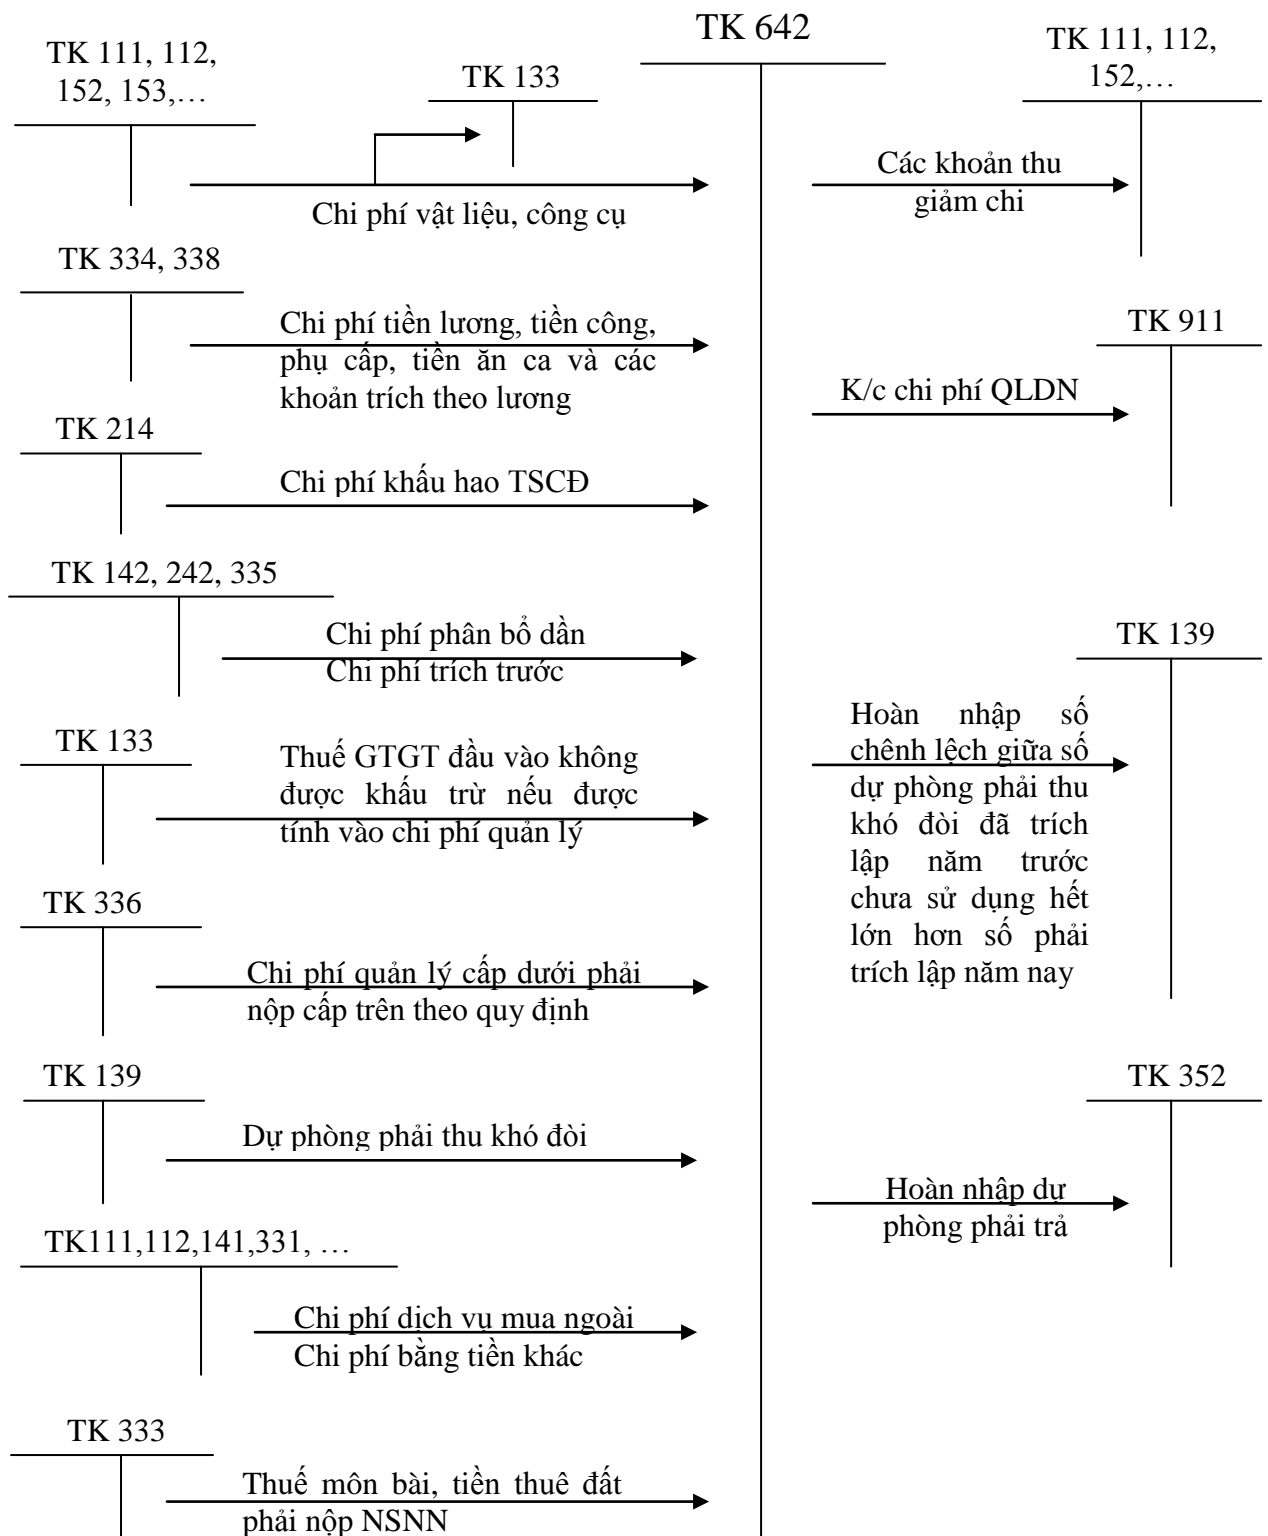 TK 642
TK 111, 112,
152, 153,…
TK 133
Chi phí vật liệu, công cụ
TK 334, 338
Chi phí tiền lương, tiền công,
phụ cấp, tiền ăn ca và các
khoản trích theo lương
TK 214
Chi phí khấu hao TSCĐ
TK 142, 242, 335
Chi phí phân bổ dần
Chi phí trích trước
TK 133
Thuế GTGT đầu vào không
được khấu trừ nếu được
tính vào chi phí quản lý
TK 336
Chi phí quản lý cấp dưới phải
nộp cấp trên theo quy định
TK 139
Dự phòng phải thu khó đòi
TK111,112,141,331, …
Chi phí dịch vụ mua ngoài
Chi phí bằng tiền khác
TK 333
Thuế môn bài, tiền thuê đất
phải nộp NSNN
TK 111, 112,
152,…
Các khoản thu
giảm chi
TK 911
K/c chi phí QLDN
TK 139
Hoàn nhập số
chênh lệch giữa số
dự phòng phải thu
khó đòi đã trích
lập năm trước
chưa sử dụng hết
lớn hơn số phải
trích lập năm nay
TK 352
Hoàn nhập dự
phòng phải trả